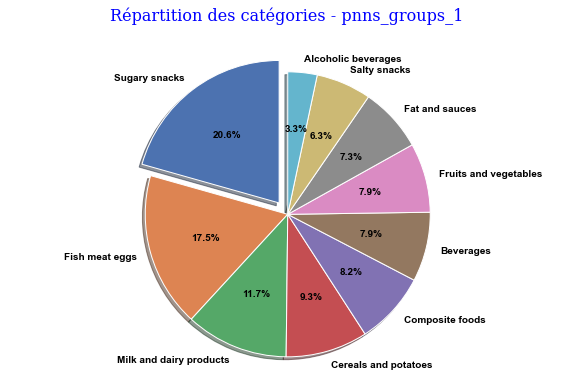 Répartition des catégories - pnns_groups_1
Alcoholic beverages
Salty snacks
Sugary snacks
Fat and sauces
3.3%
20.6%
6.3%
7.3%
Fruits and vegetables
7.9%
17.5%
7.9%
Beverages
Fish meat eggs
8.2%
11.7%
9.3%
Composite foods
Milk and dairy products
Cereals and potatoes